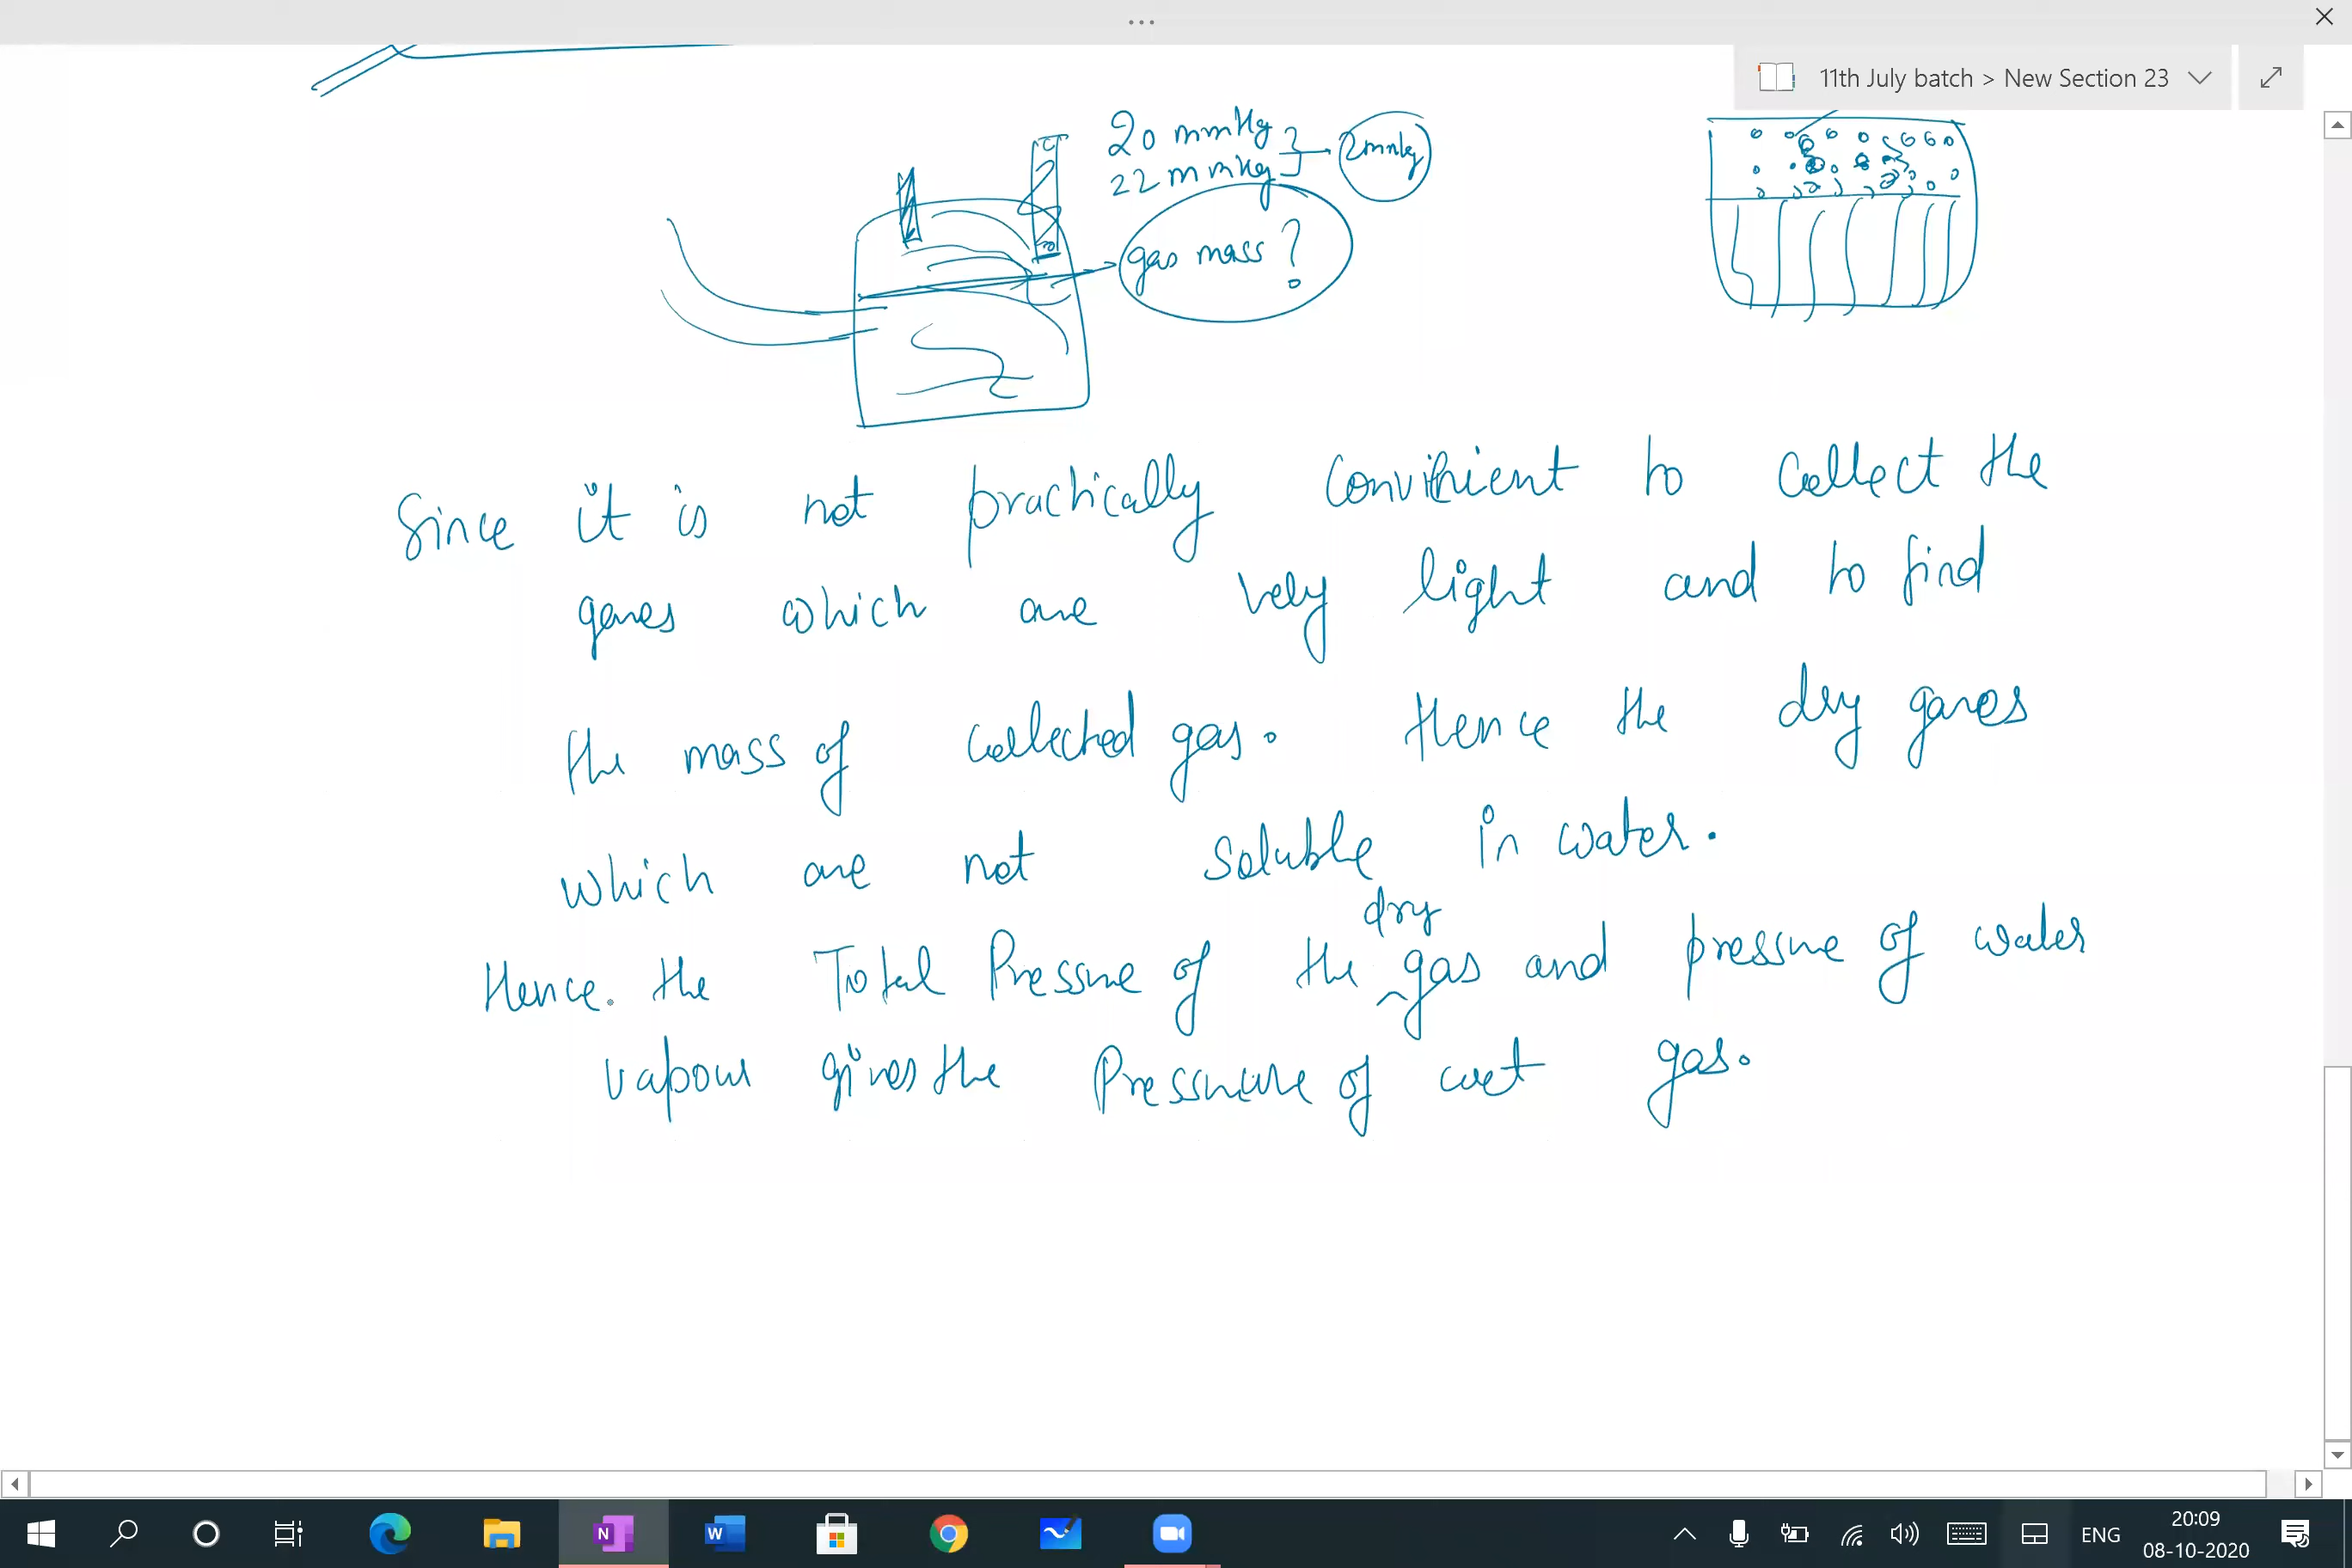 ...
11th July batch > New Section 23
20 mmHg
22 mmHg
2mmHg
gas mass ?
Since it is not practically convinient to collect the
gases which are very light and to find
the mass of collected gas. Hence the dry gases
which are not soluble in water.
dry
Hence. the Total Pressure of the gas and pressure of water
vapour gives the Pressure of wet gas.
N
W
ENG
20:09
08-10-2020